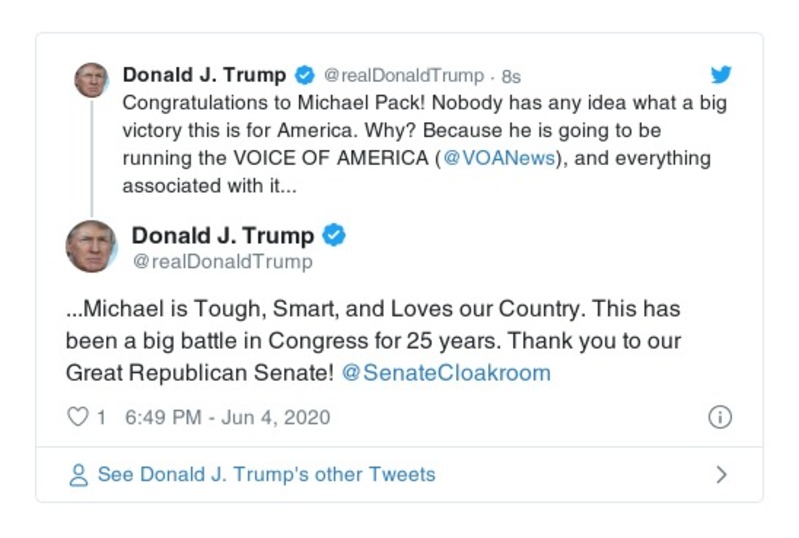 Donald J. Trump @realDonaldTrump · 8s
Congratulations to Michael Pack! Nobody has any idea what a big
victory this is for America. Why? Because he is going to be
running the VOICE OF AMERICA (@VOANews), and everything
associated with it...
Donald J. Trump
@realDonaldTrump
...Michael is Tough, Smart, and Loves our Country. This has
been a big battle in Congress for 25 years. Thank you to our
Great Republican Senate! @SenateCloakroom
1 6:49 PM - Jun 4, 2020
See Donald J. Trump's other Tweets